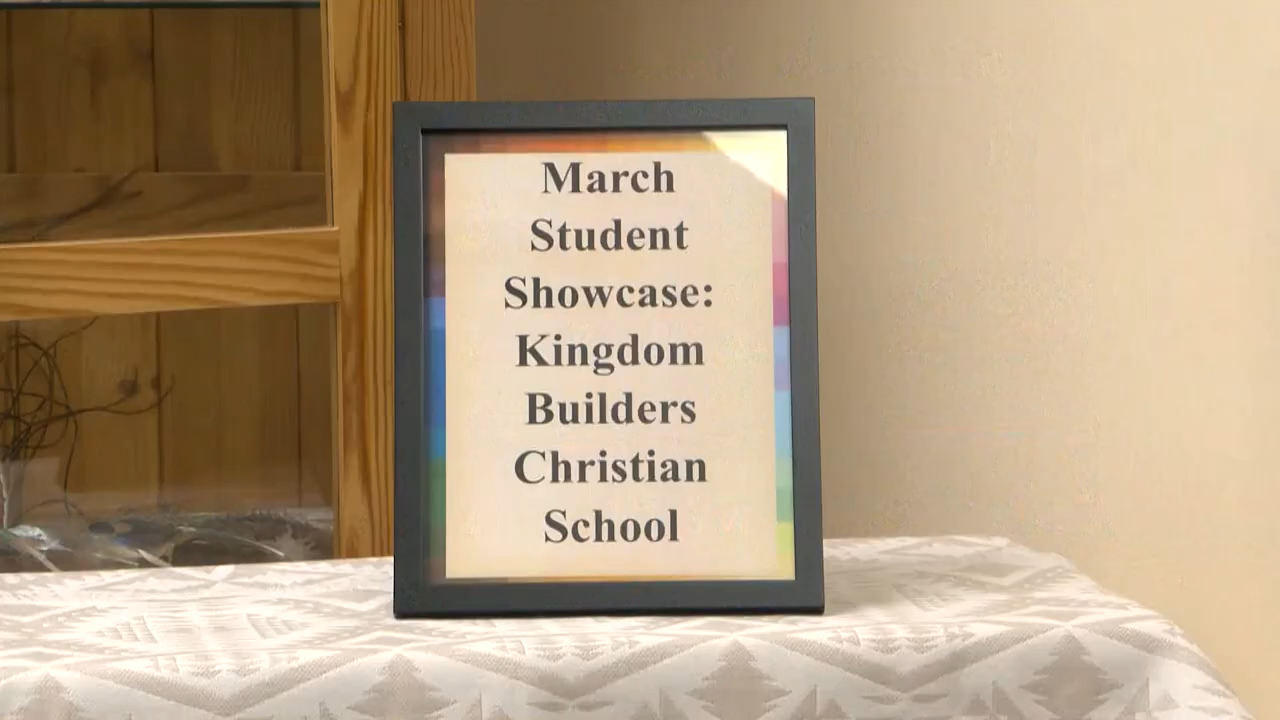 March
Student
Showcase:
Kingdom
Builders
Christian
School